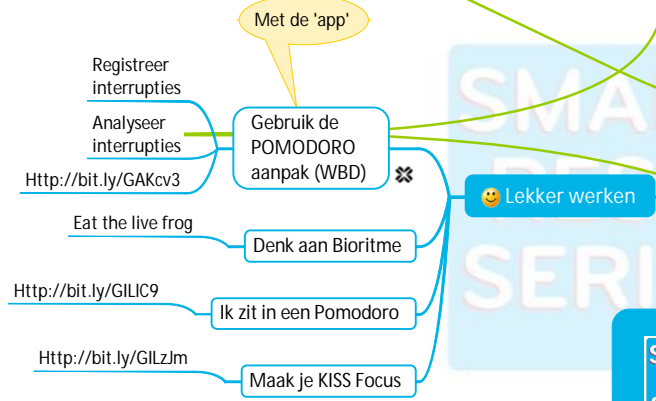 Met de 'app'
Registreer
interrupties
Analyseer
interrupties
Http://bit.ly/GAKcv3
Gebruik de
POMODORO
aanpak (WBD)
Lekker werken
Eat the live frog
Denk aan Bioritme
Http://bit.ly/GILIC9
Ik zit in een Pomodoro
Http://bit.ly/GILzJm
Maak je KISS Focus